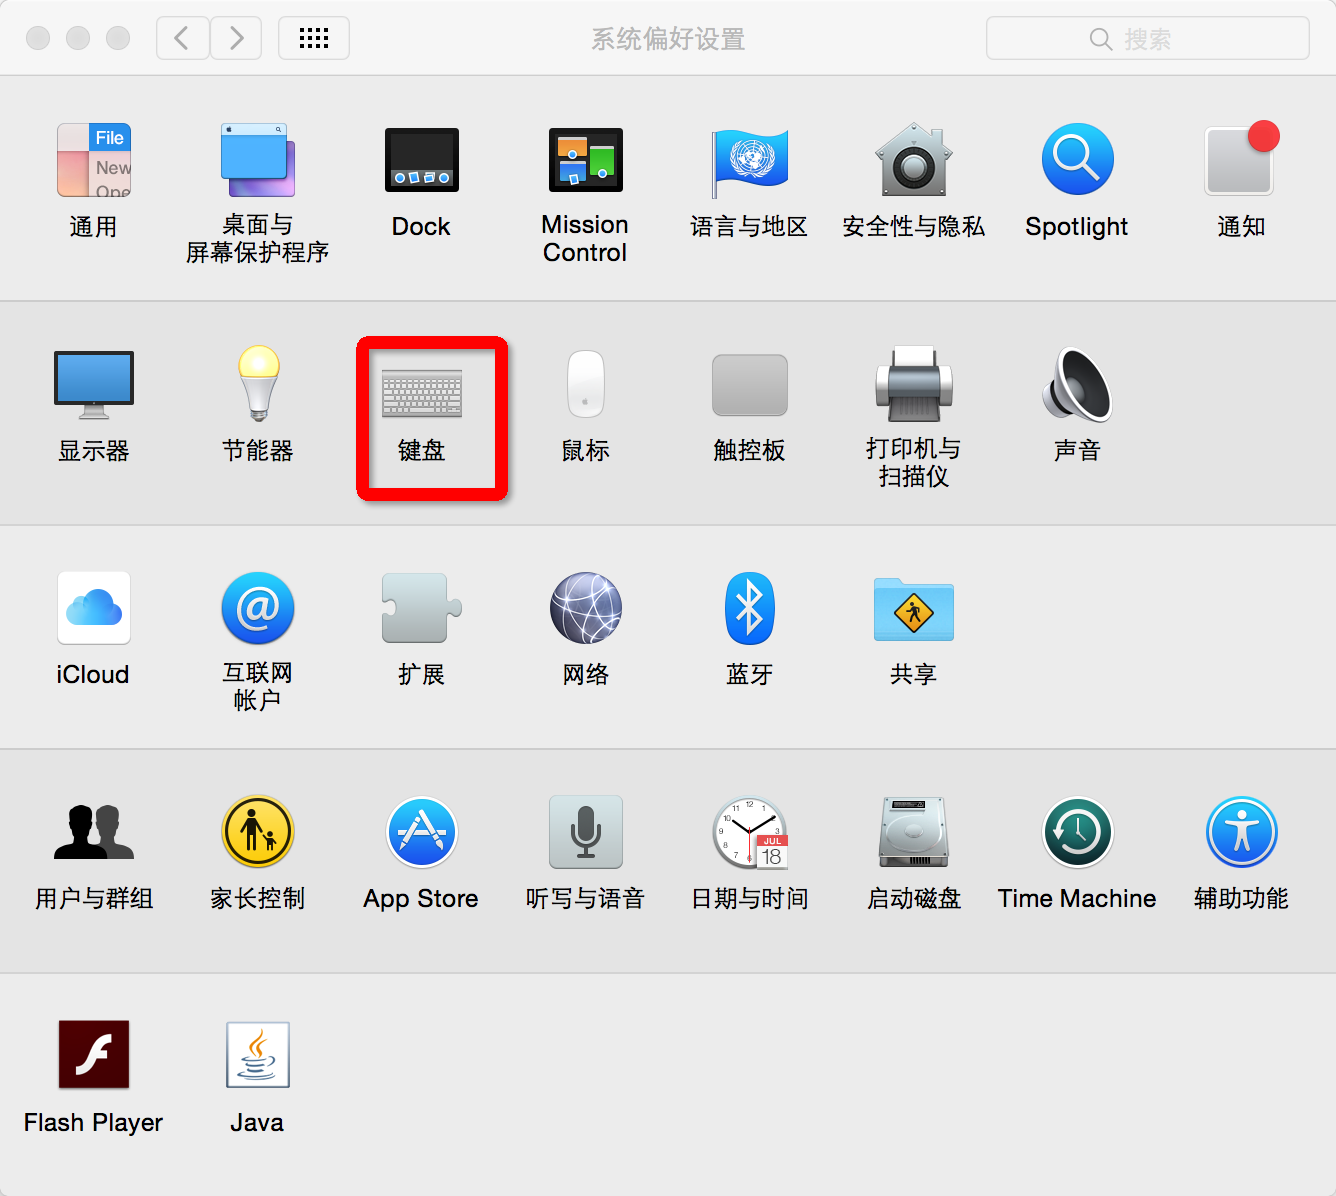 系统偏好设置
搜索
File
New
Ope
通用
桌面与
屏幕保护程序
Dock
Mission
Control
语言与地区
安全性与隐私
Spotlight
通知
显示器
节能器
键盘
鼠标
触控板
打印机与
扫描仪
声音
iCloud
@
互联网
帐户
扩展
网络
蓝牙
共享
用户与群组
家长控制
App Store
听写与语音
JUL
18
日期与时间
启动磁盘
Time Machine
辅助功能
Flash Player
Java